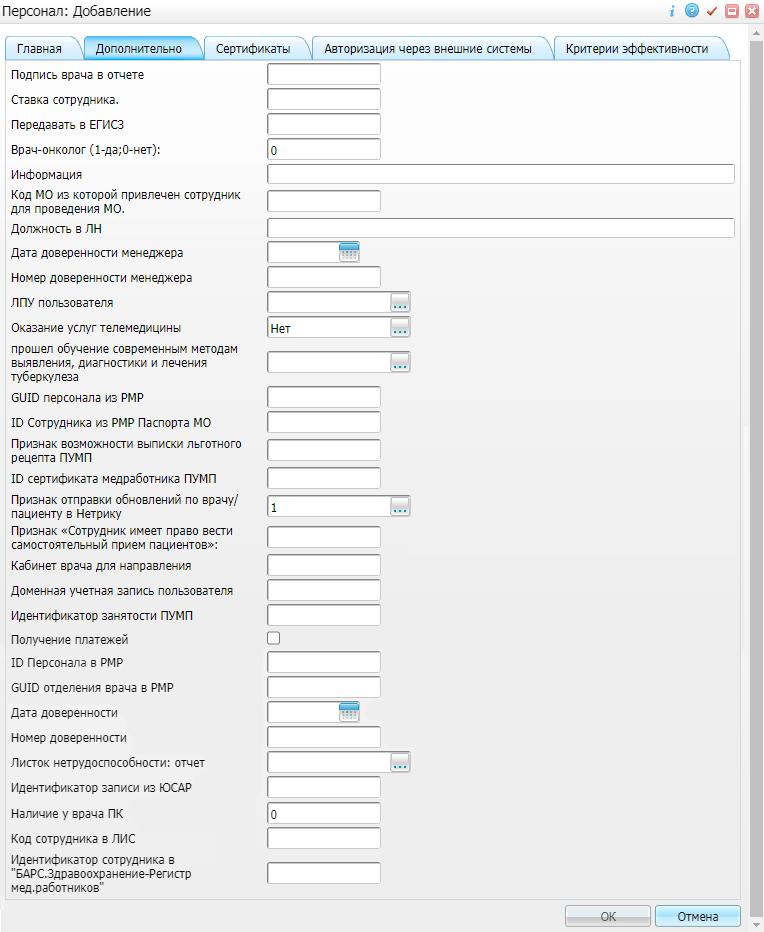 Персонал: Добавление
Главная
Дополнительно
Сертификаты
Авторизация через внешние системы
Критерии эффективности
Подпись врача в отчете
Ставка сотрудника.
Передавать в ЕГИСЗ
Врач-онколог (1-да;0-нет):
0
Информация
Код МО из которой привлечен сотрудник
для проведения МО.
Должность в ЛН
Дата доверенности менеджера
Номер доверенности менеджера
ЛПУ пользователя
...
Оказание услуг телемедицины
Нет
...
прошел обучение современным методам
выявления, диагностики и лечения
туберкулеза
...
GUID персонала из РМР
ID Сотрудника из РМР Паспорта МО
Признак возможности выписки льготного
рецепта ПУМП
ID сертификата медработника ПУМП
Признак отправки обновлений по врачу/
пациенту в Нетрику
1
...
Признак «Сотрудник имеет право вести
самостоятельный прием пациентов»:
Кабинет врача для направления
Доменная учетная запись пользователя
Идентификатор занятости ПУМП
Получение платежей
ID Персонала в РМР
GUID отделения врача в РМР
Дата доверенности
Номер доверенности
Листок нетрудоспособности: отчет
...
Идентификатор записи из ЮСАР
Наличие у врача ПК
0
Код сотрудника в ЛИС
Идентификатор сотрудника в
"БАРС.Здравоохранение-Регистр
мед.работников"
OK
Отмена